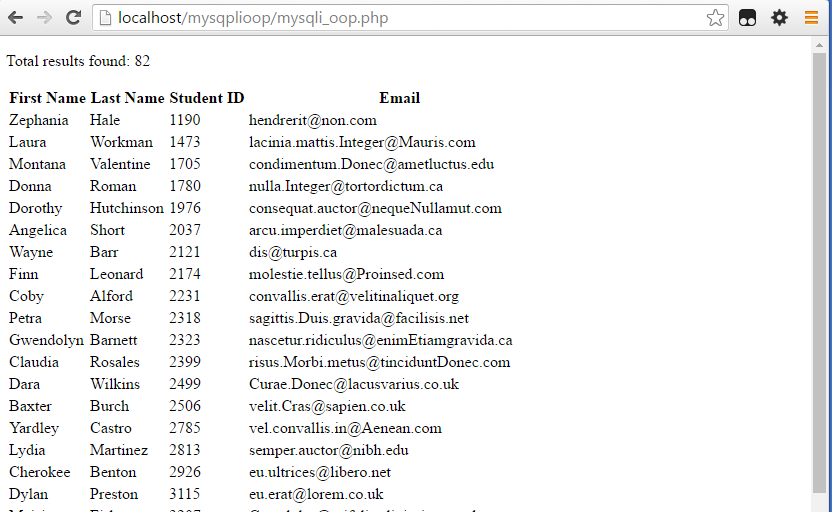 localhost/mysqplioop/mysqli_oop.php
Total results found: 82
First Name Last Name Student ID Email
Zephania Hale 1190 hendrerit@non.com
Laura Workman 1473 lacinia.mattis.Integer@Mauris.com
Montana Valentine 1705 condimentum.Donec@ametluctus.edu
Donna Roman 1780 nulla.Integer@tortordictum.ca
Dorothy Hutchinson 1976 consequat.auctor@nequeNullamut.com
Angelica Short 2037 arcu.imperdiet@malesuada.ca
Wayne Barr 2121 dis@turpis.ca
Finn Leonard 2174 molestie.tellus@Proinsed.com
Coby Alford 2231 convallis.erat@velitinaliquet.org
Petra Morse 2318 sagittis.Duis.gravida@facilisis.net
Gwendolyn Barnett 2323 nascetur.ridiculus@enimEtiamgravida.ca
Claudia Rosales 2399 risus.Morbi.metus@tinciduntDonec.com
Dara Wilkins 2499 Curae.Donec@lacusvarius.co.uk
Baxter Burch 2506 velit.Cras@sapien.co.uk
Yardley Castro 2785 vel.convallis.in@Aenean.com
Lydia Martinez 2813 semper.auctor@nibh.edu
Cherokee Benton 2926 eu.ultrices@libero.net
Dylan Preston 3115 eu.erat@lorem.co.uk